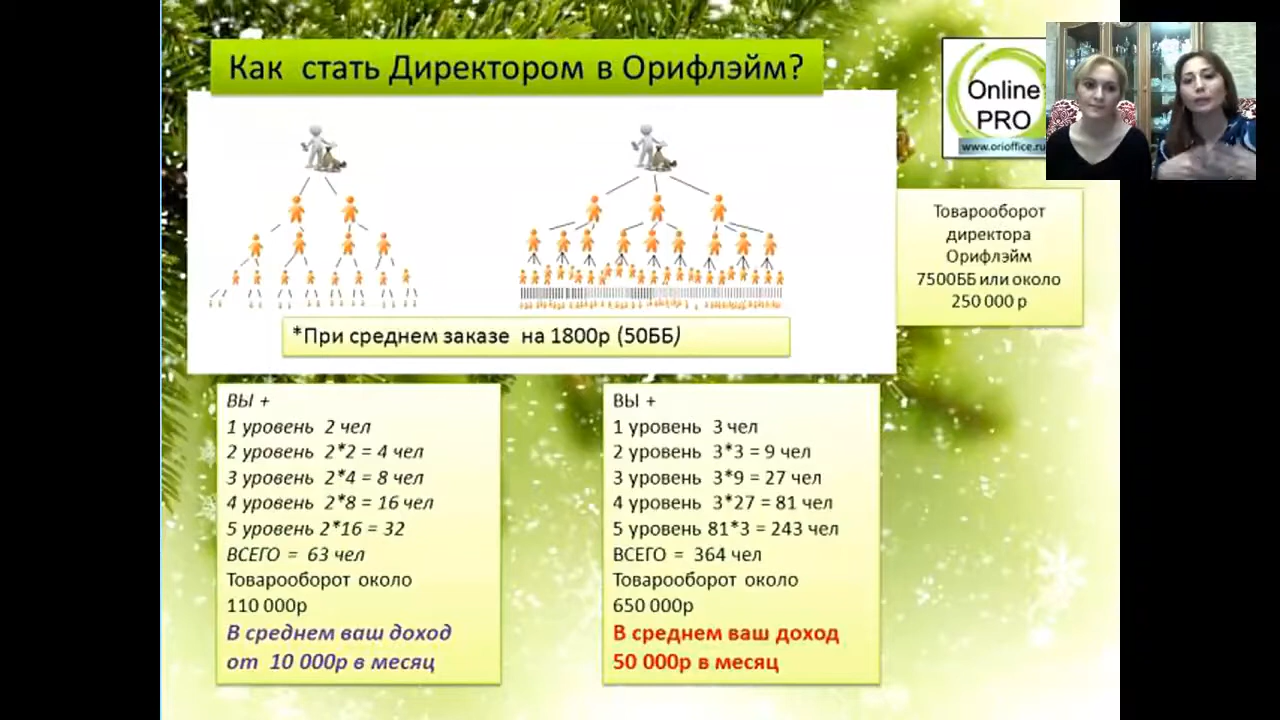 Как стать Директором в Орифлэйм?
Online
PRO
www.orioffice.ru
Товарооборот
директора
Орифлэйм
7500ББ или около
250 000 р
*При среднем заказе на 1800р (50ББ)
ВЫ +
1 уровень 2 чел
2 уровень 2*2 = 4 чел
3 уровень 2*4 = 8 чел
4 уровень 2*8 = 16 чел
5 уровень 2*16 = 32
ВСЕГО = 63 чел
Товарооборот около
110 000р
В среднем ваш доход
от 10 000р в месяц
ВЫ +
1 уровень 3 чел
2 уровень 3*3 = 9 чел
3 уровень 3*9 = 27 чел
4 уровень 3*27 = 81 чел
5 уровень 81*3 = 243 чел
ВСЕГО = 364 чел
Товарооборот около
650 000р
В среднем ваш доход
50 000р в месяц